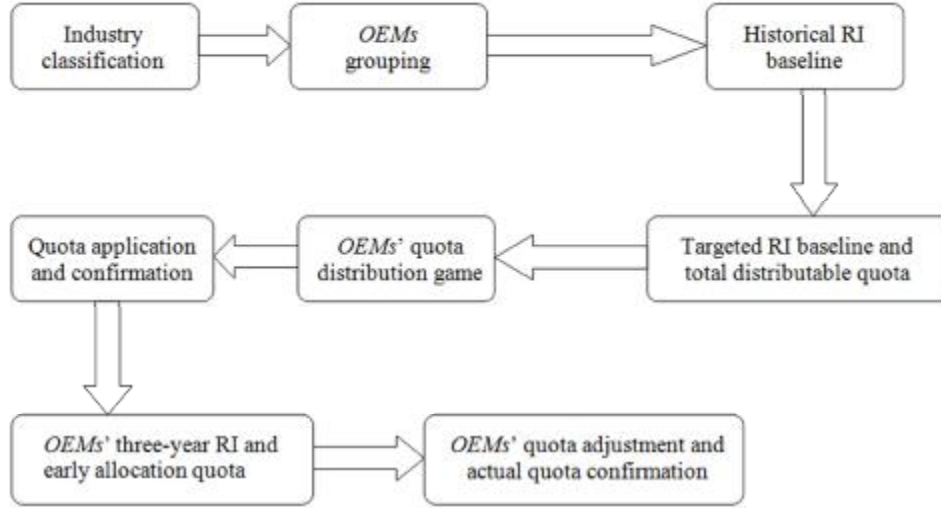 Industry
classification
OEMs
grouping
Historical RI
baseline
Targeted RI baseline and
total distributable quota
OEMs' quota
distribution game
Quota application
and confirmation
OEMs' three-year RI and
early allocation quota
OEMs' quota adjustment and
actual quota confirmation